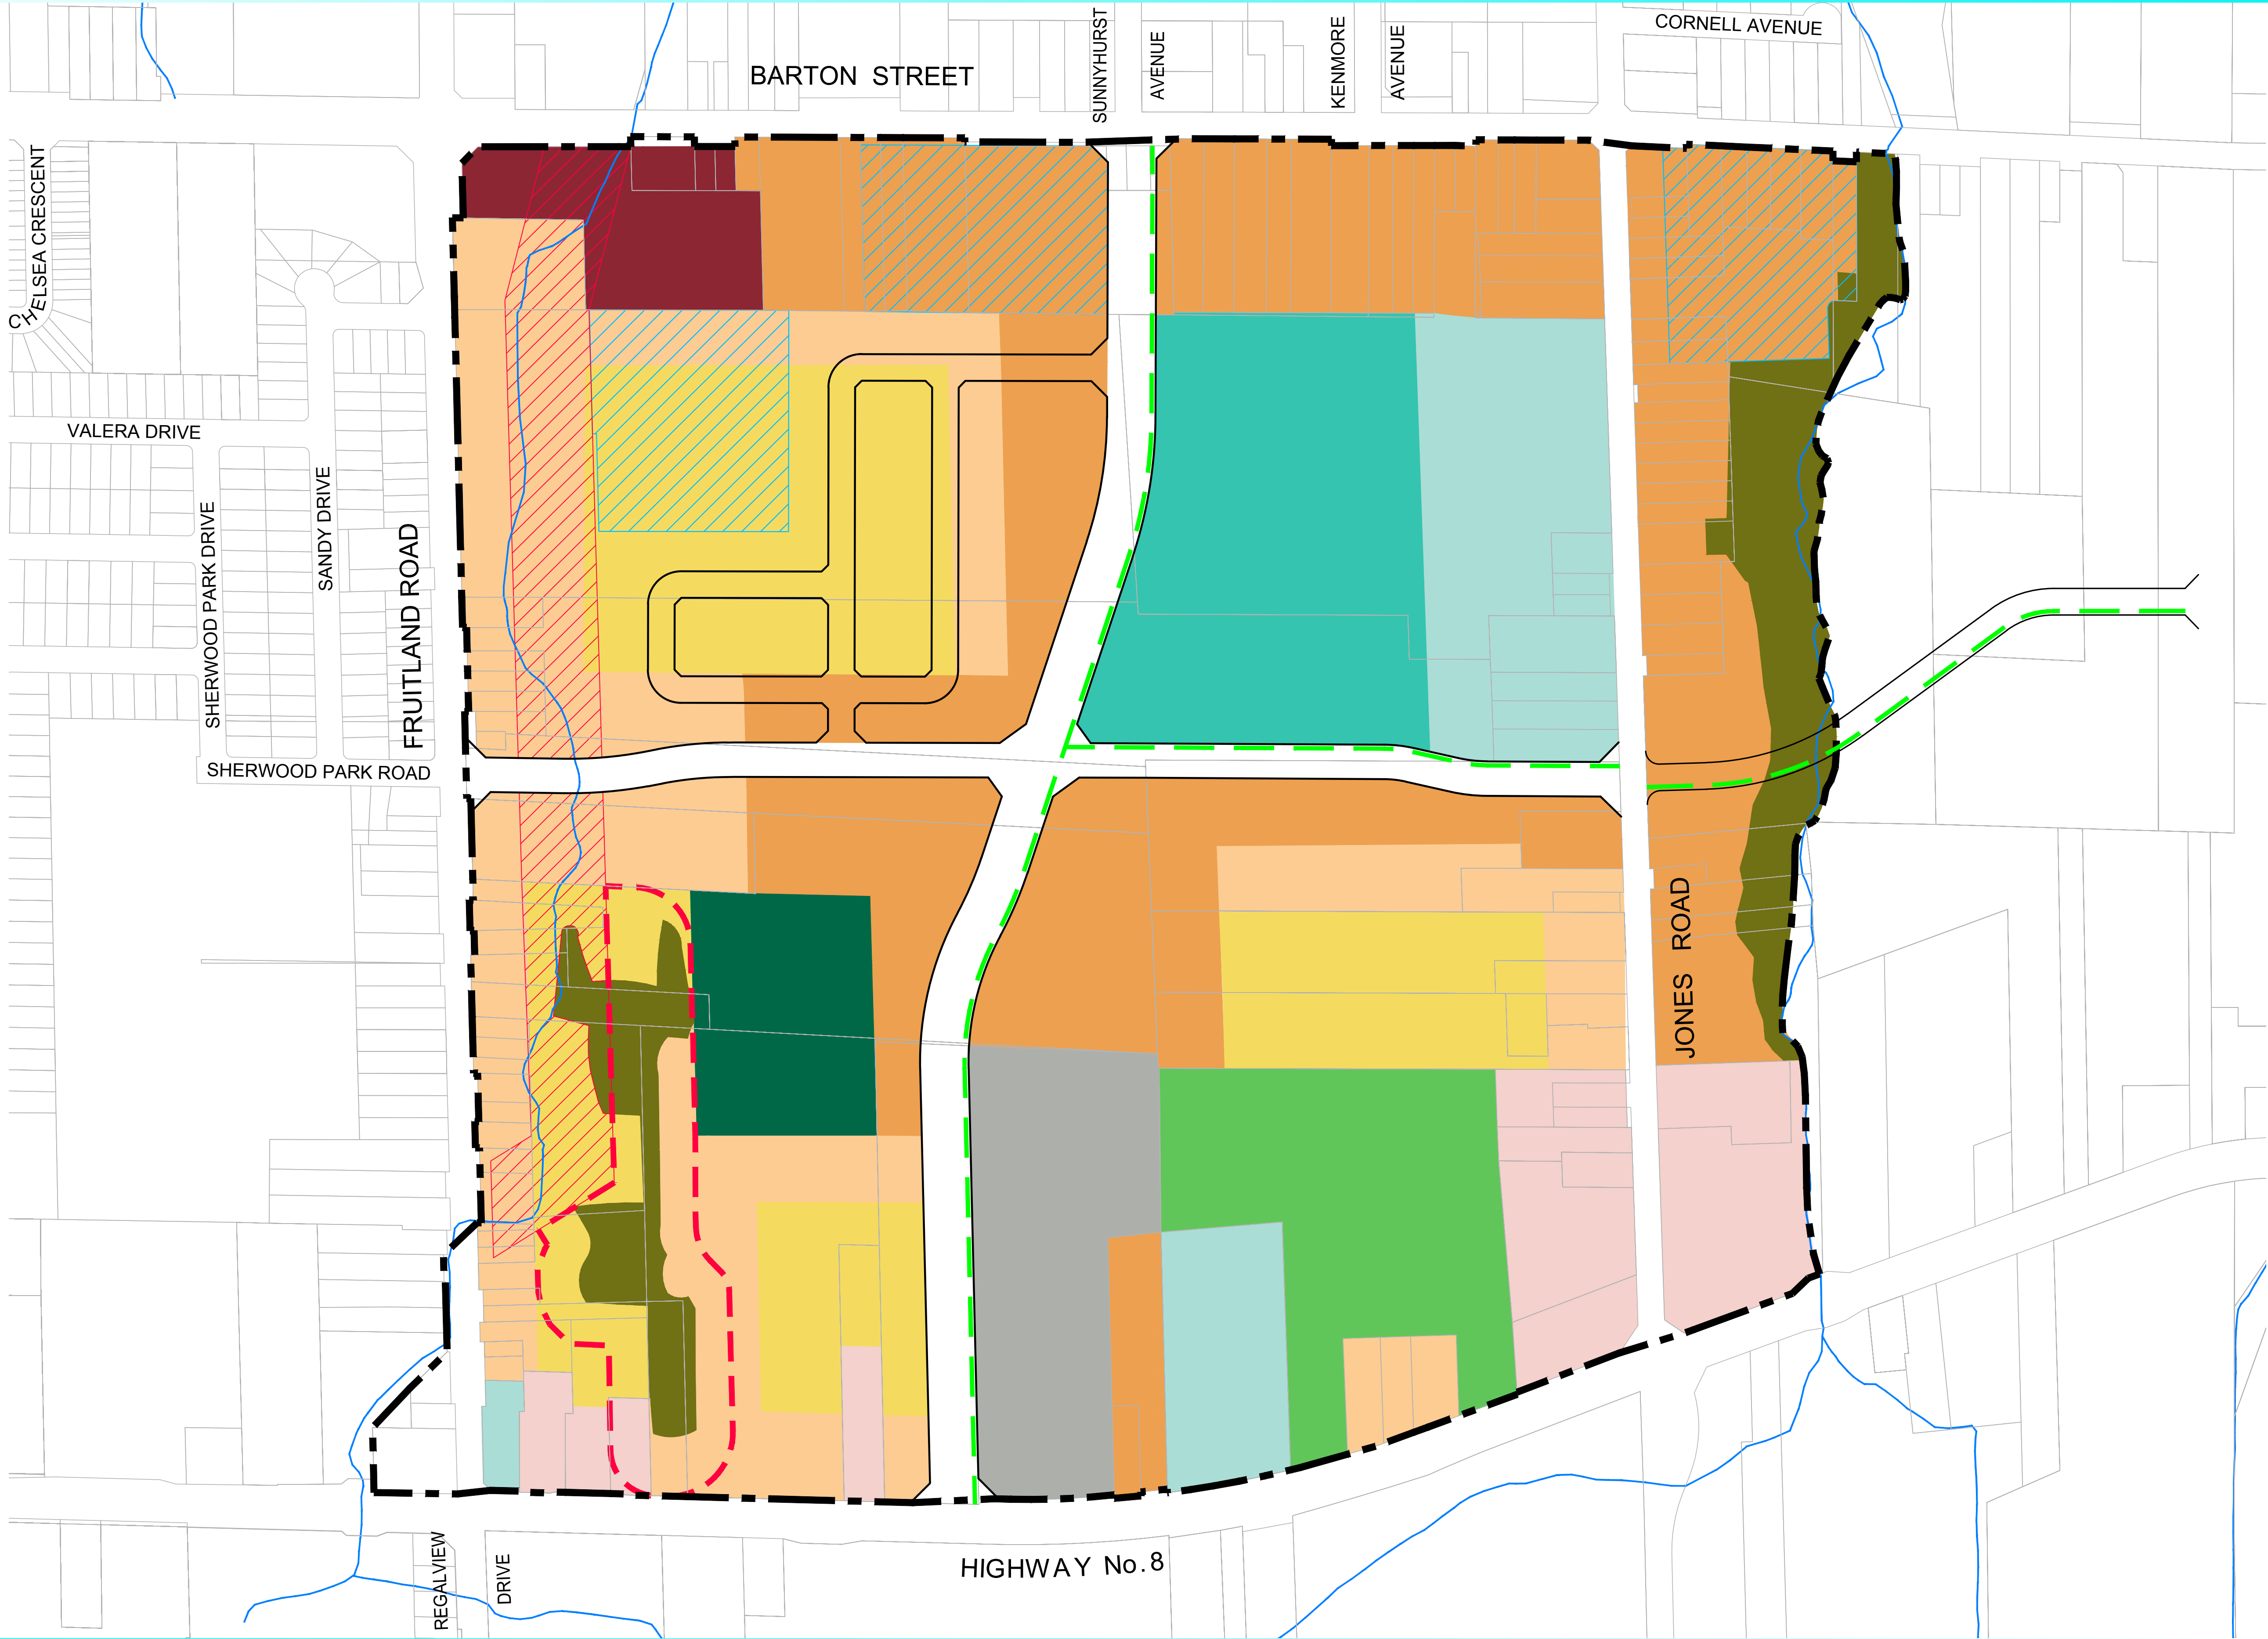 CORNELL AVENUE
BARTON STREET
SUNNYHURST
AVENUE
KENMORE
AVENUE
CHELSEA CRESCENT
VALERA DRIVE
SHERWOOD PARK DRIVE
SANDY DRIVE
FRUITLAND ROAD
SHERWOOD PARK ROAD
JONES ROAD
REGALVIEW
DRIVE
HIGHWAY No. 8